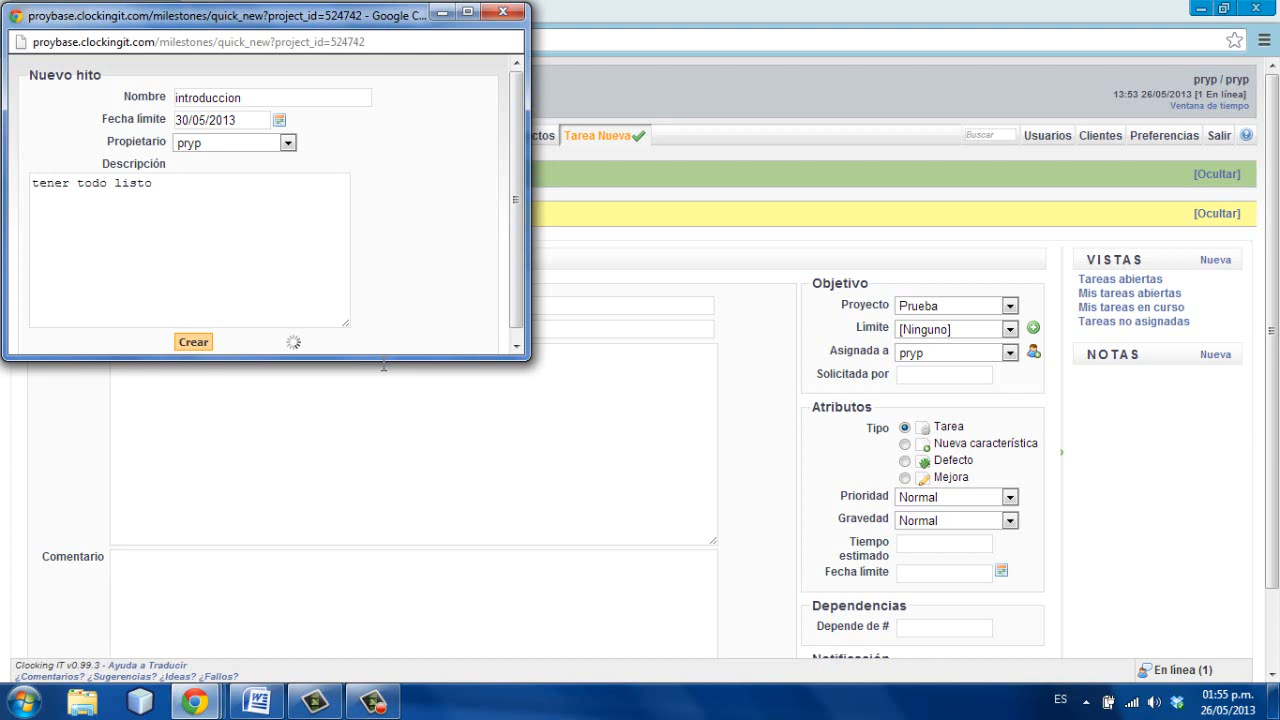 proybase.clockingit.com/milestones/quick_new?project_id=524742 - Google C...
proybase.clockingit.com/milestones/quick_new?project_id=524742
Nuevo hito
Nombre introduccion
Fecha límite 30/05/2013
Propietario pryp
Descripción
tener todo listo
Crear
pryp / pryp
13:53 26/05/2013 [1 En línea]
Ventana de tiempo
ctos Tarea Nueva Buscar Usuarios Clientes Preferencias Salir
[Ocultar]
[Ocultar]
Objetivo
Proyecto Prueba
Límite [Ninguno]
Asignada a pryp
Solicitada por
Atributos
Tipo Tarea
Nueva característica
Defecto
Mejora
Prioridad Normal
Gravedad Normal
Tiempo
estimado
Fecha límite
Dependencias
Depende de #
Notificación
VISTAS Nueva
Tareas abiertas
Mis tareas abiertas
Mis tareas en curso
Tareas no asignadas
NOTAS Nueva
Comentario
Clocking IT v0.99.3 - Ayuda a Traducir
¿Comentarios? ¿Sugerencias? ¿Ideas? ¿Fallos?
En línea (1)
ES
01:55 p.m.
26/05/2013